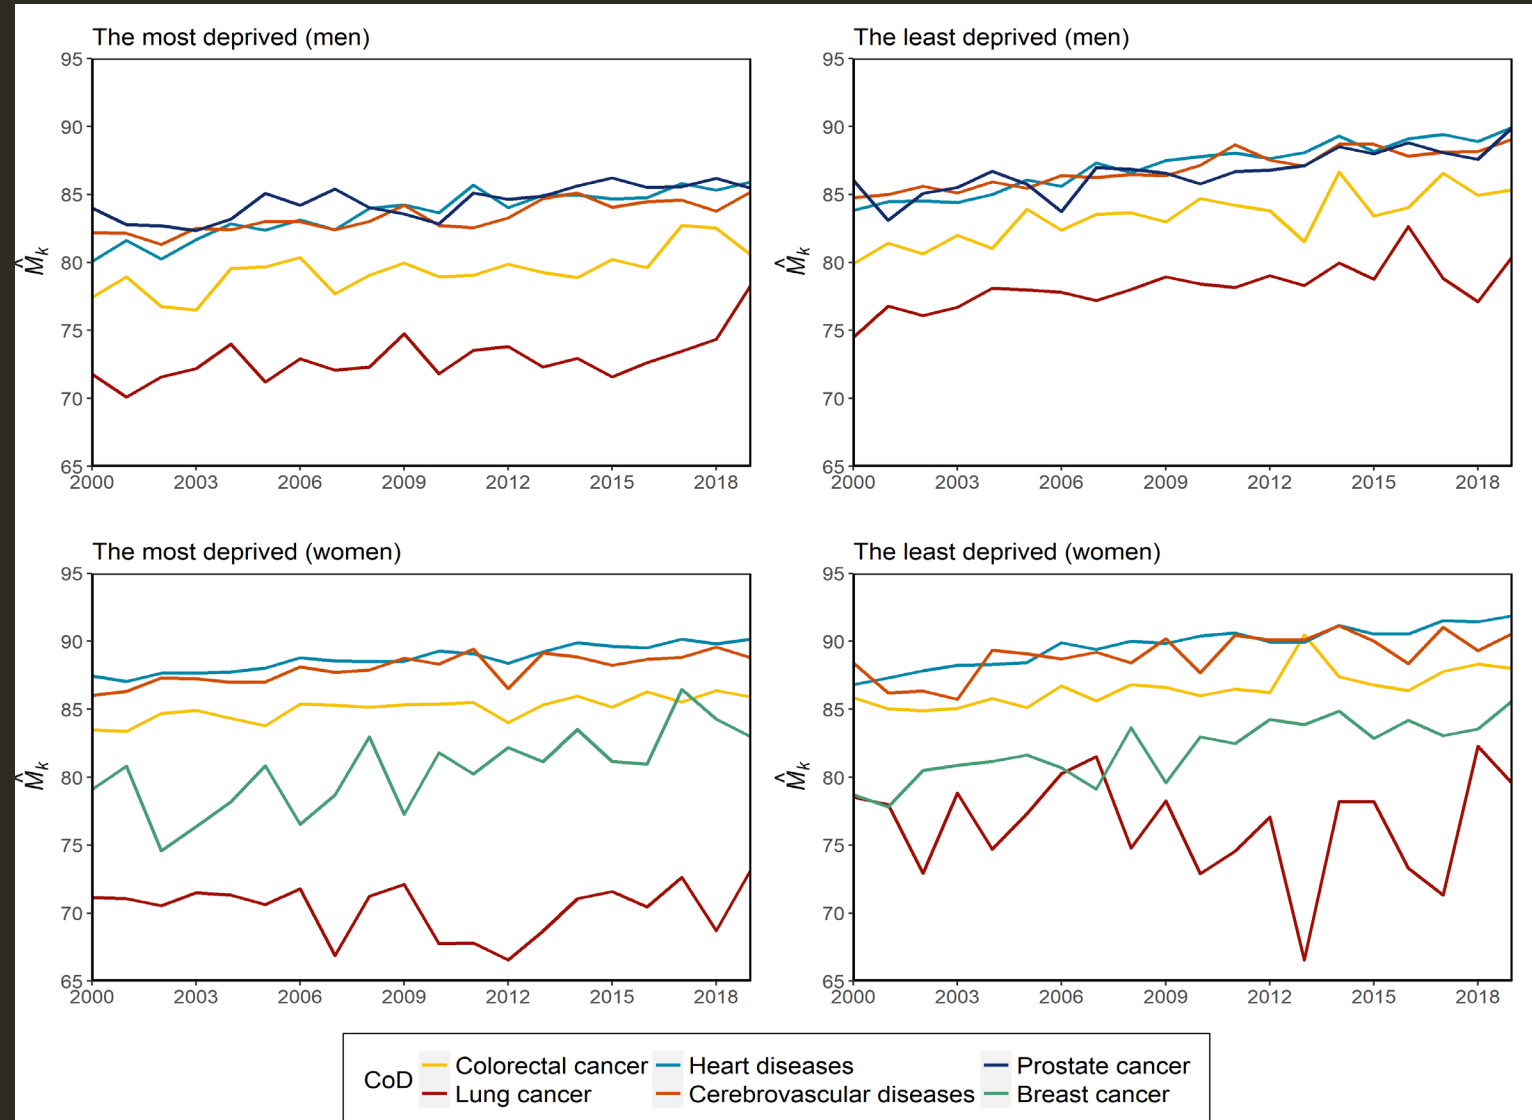 The most deprived (men)
95
90
85
80
75
70
65
M̂k
2000 2003 2006 2009 2012 2015 2018
The least deprived (men)
95
90
85
80
75
70
65
M̂k
2000 2003 2006 2009 2012 2015 2018
The most deprived (women)
95
90
85
80
75
70
65
M̂k
2000 2003 2006 2009 2012 2015 2018
The least deprived (women)
95
90
85
80
75
70
65
M̂k
2000 2003 2006 2009 2012 2015 2018
CoD
Colorectal cancer Heart diseases Prostate cancer
Lung cancer Cerebrovascular diseases Breast cancer